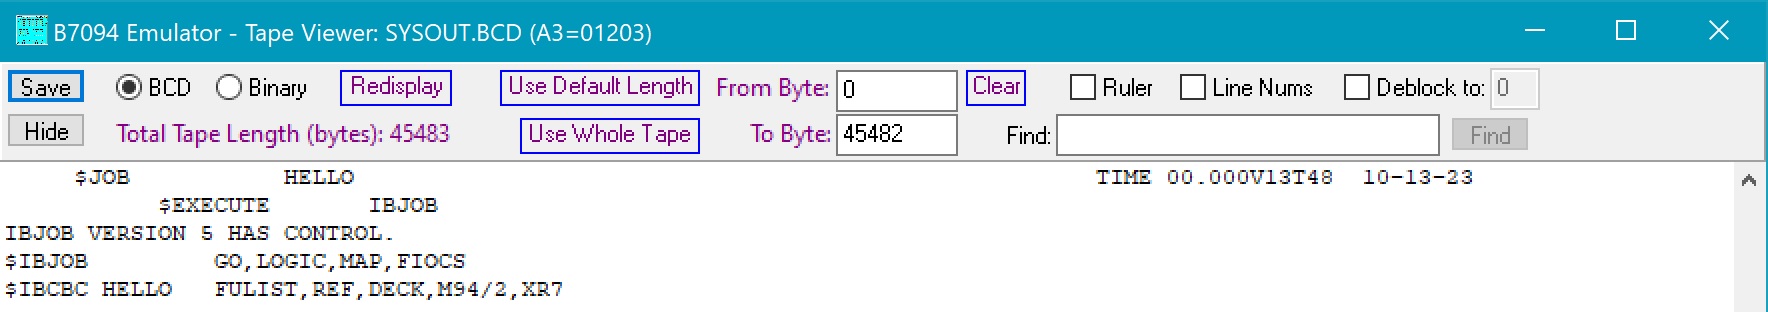 B7094 Emulator - Tape Viewer: SYSOUT.BCD (A3=01203)
Save BCD Binary Redisplay Use Default Length From Byte: 0 Clear Ruler Line Nums Deblock to: 0
Hide Total Tape Length (bytes): 45483 Use Whole Tape To Byte: 45482 Find: Find
$JOB HELLO TIME 00.000V13T48 10-13-23
$EXECUTE IBJOB
IBJOB VERSION 5 HAS CONTROL.
$IBJOB GO,LOGIC,MAP,FIOCS
$IBCBC HELLO FULIST,REF,DECK,M94/2,XR7